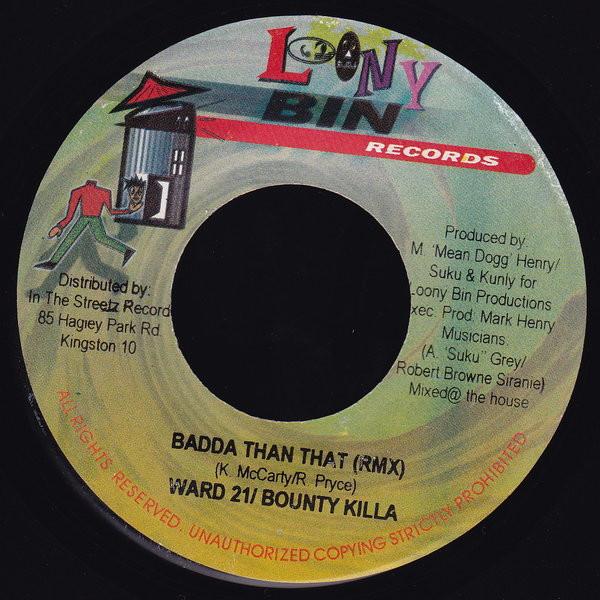 LOONY
BIN
RECORDS
Produced by:
M. 'Mean Dogg' Henry/
Suku & Kunly for
Loony Bin Productions
xec. Prod. Mark Henry
Musicians.
(A. 'Suku" Grey/
Robert Browne Siranie)
Mixed@ the house
Distributed by:
In The Streetz Record
85 Hagley Park Rd.
Kingston 10
BADDA THAN THAT (RMX)
(K. McCarty/R. Pryce)
WARD 21/ BOUNTY KILLA
ALL RIGHTS RESERVED. UNAUTHORIZED COPYING STRICTLY PROHIBITED